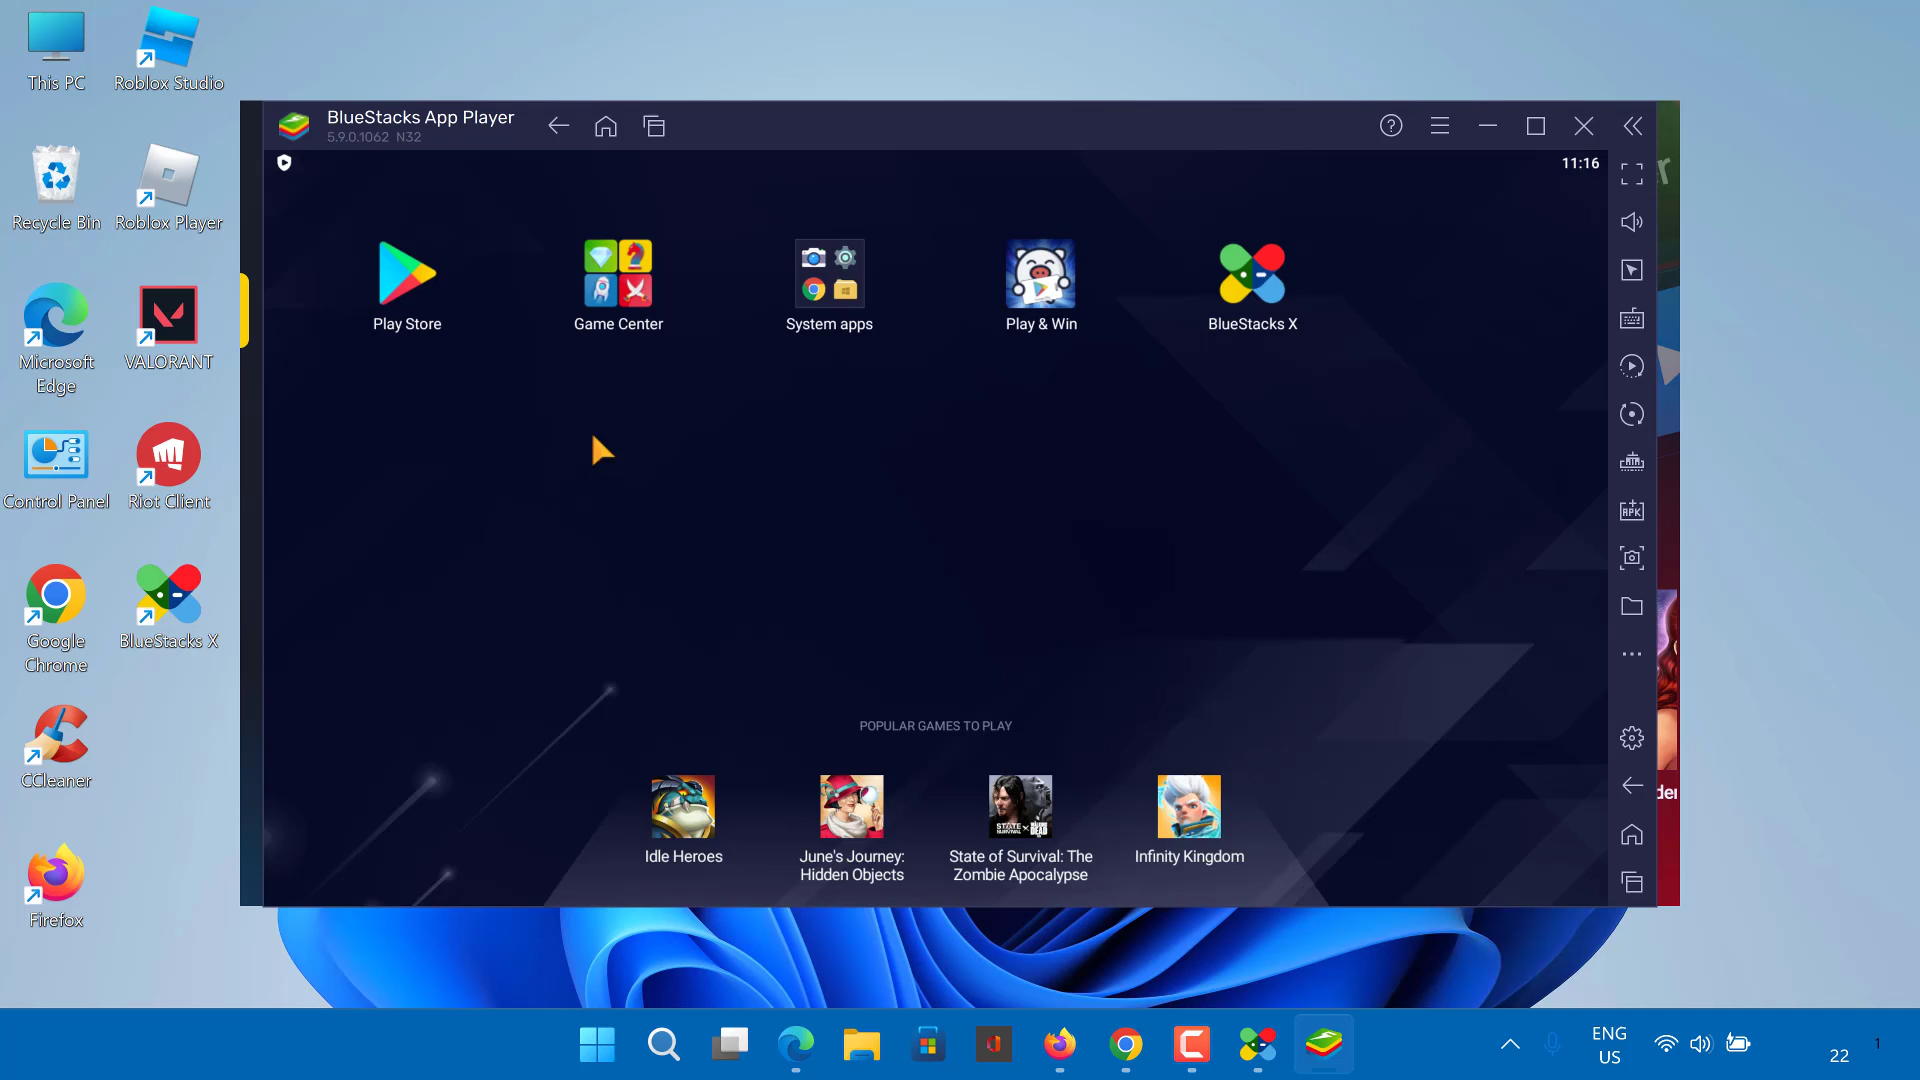 This PC
Roblox Studio
Recycle Bin
Roblox Player
Microsoft
Edge
VALORANT
Control Panel
Riot Client
Google
Chrome
BlueStacks X
CCleaner
Firefox
BlueStacks App Player
5.9.0.1062 N32
11:16
Play Store
Game Center
System apps
Play & Win
BlueStacks X
APK
POPULAR GAMES TO PLAY
Idle Heroes
June's Journey:
Hidden Objects
State of Survival: The
Zombie Apocalypse
Infinity Kingdom
ENG
US
22
1